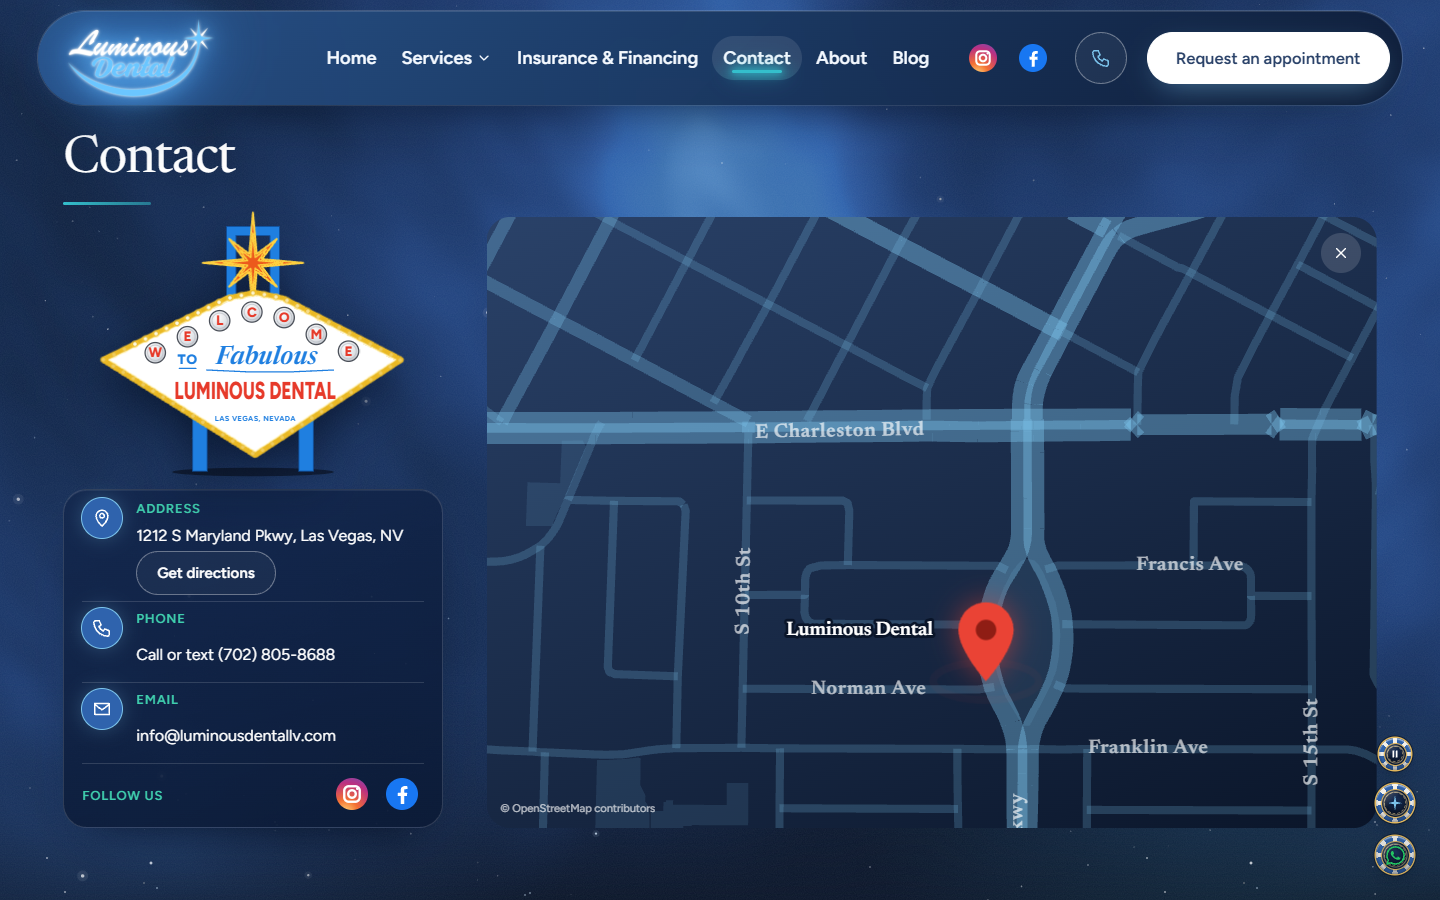 Luminous
Dental
Home
Services
Insurance & Financing
Contact
About
Blog
Request an appointment
Contact
WELCOME
TO Fabulous
LUMINOUS DENTAL
LAS VEGAS, NEVADA
ADDRESS
1212 S Maryland Pkwy, Las Vegas, NV
Get directions
PHONE
Call or text (702) 805-8688
EMAIL
info@luminousdentallv.com
FOLLOW US
E Charleston Blvd
S 10th St
Francis Ave
Luminous Dental
Norman Ave
Franklin Ave
S 15th St
kwy
© OpenStreetMap contributors